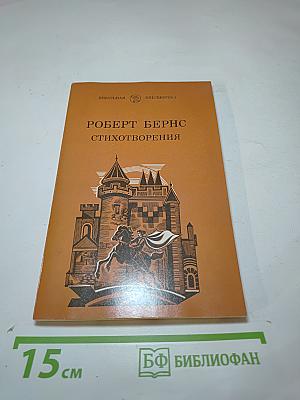 ШКОЛЬНАЯ БИБЛИОТЕКА
РОБЕРТ БЕРНС
СТИХОТВОРЕНИЯ
15 см
БФ БИБЛИОФАН